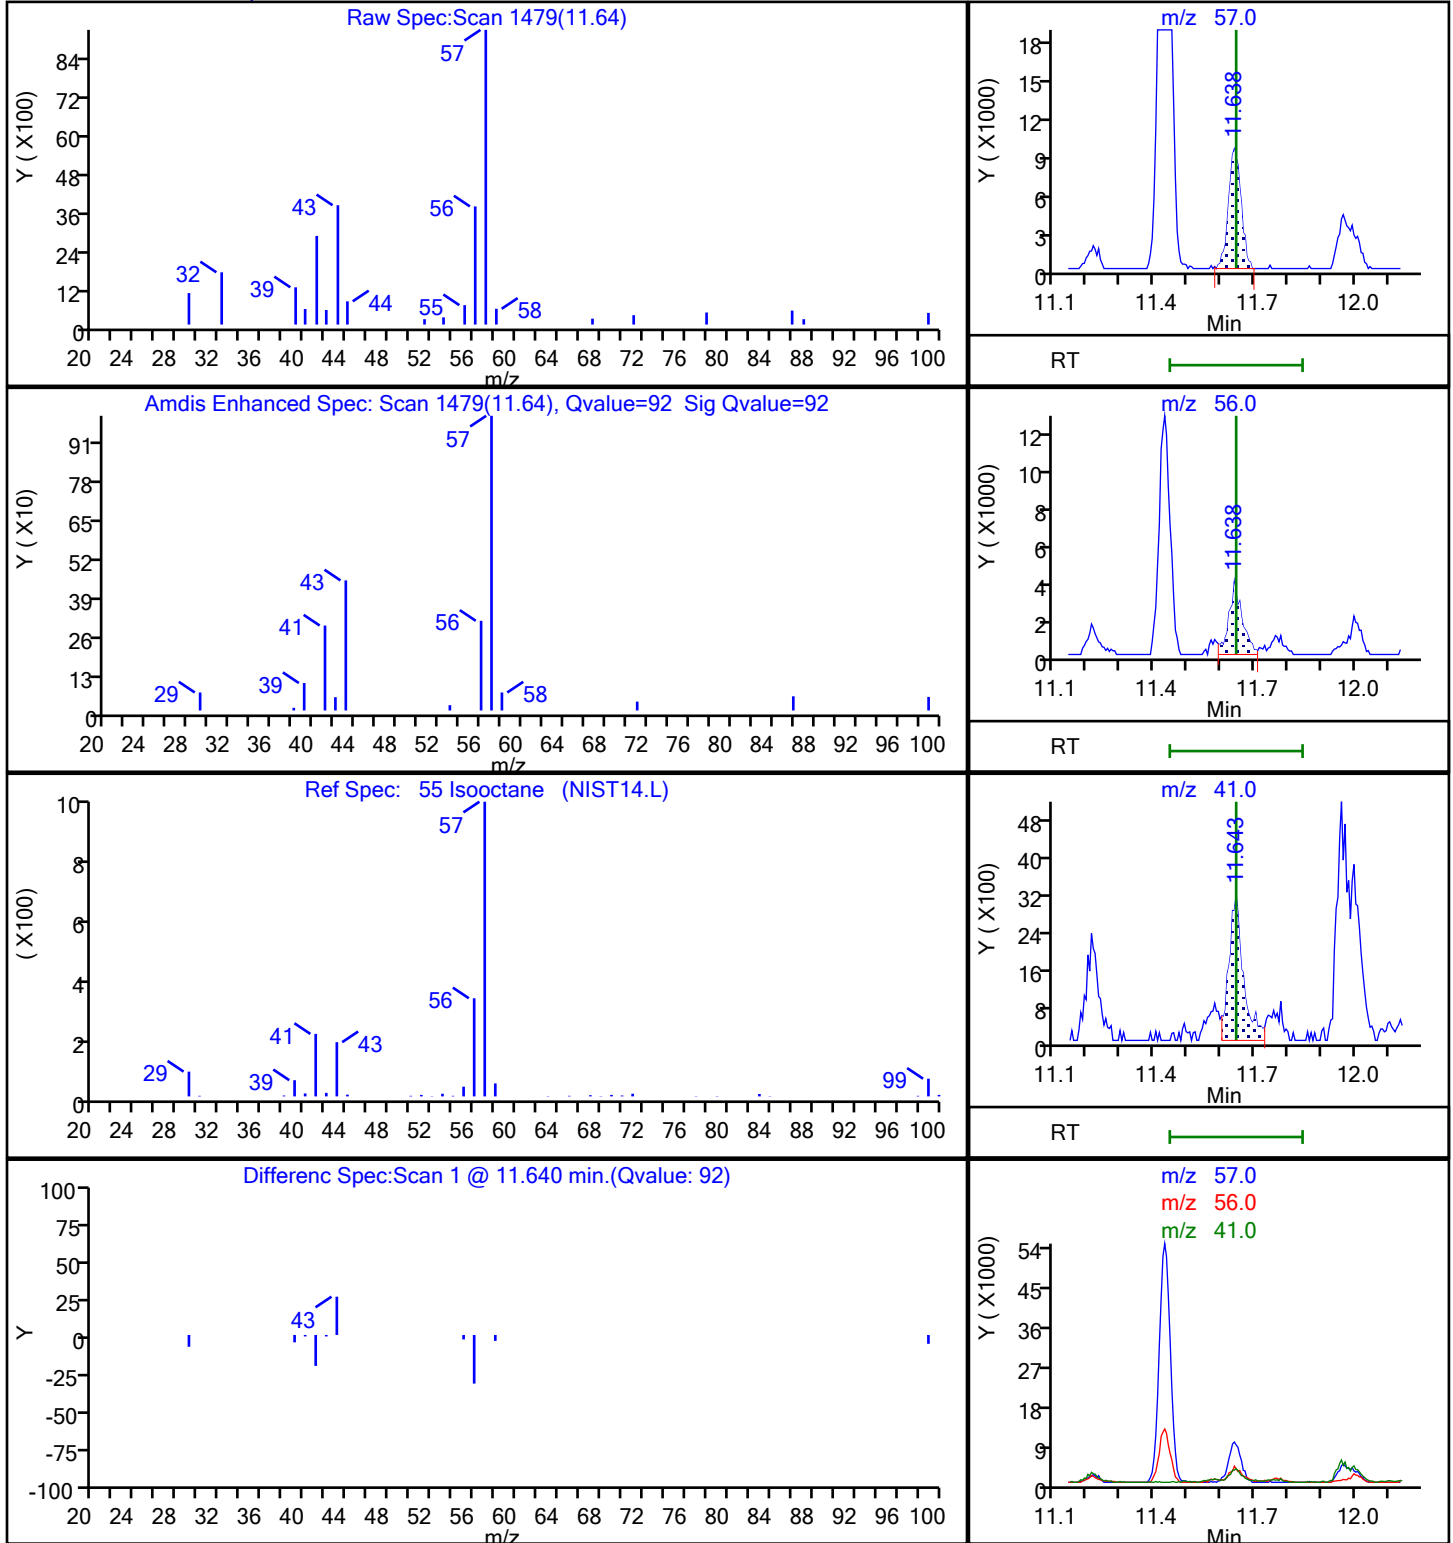 Raw Spec:Scan 1479(11.64)
57
84
72
60
48
36
24
12
0
Y ( X100)
43
56
32
39
44
55
58
20 24 28 32 36 40 44 48 52 56 60 64 68 72 76 80 84 88 92 96 100
m/z
m/z 57.0
18
15
12
9
6
3
0
Y ( X1000)
11.638
11.1 11.4 11.7 12.0
Min
RT
Amdis Enhanced Spec: Scan 1479(11.64), Qvalue=92 Sig Qvalue=92
57
91
78
65
52
39
26
13
0
Y ( X10)
43
41
56
39
29
58
20 24 28 32 36 40 44 48 52 56 60 64 68 72 76 80 84 88 92 96 100
m/z
m/z 56.0
12
10
8
6
4
2
0
Y ( X1000)
11.638
11.1 11.4 11.7 12.0
Min
RT
Ref Spec: 55 Isooctane (NIST14.L)
57
10
8
6
4
2
0
( X100)
56
41
43
29
39
99
20 24 28 32 36 40 44 48 52 56 60 64 68 72 76 80 84 88 92 96 100
m/z 41.0
48
40
32
24
16
8
0
Y ( X100)
11.643
11.1 11.4 11.7 12.0
Min
RT
Differenc Spec:Scan 1 @ 11.640 min.(Qvalue: 92)
100
75
50
25
0
-25
-50
-75
-100
Y
43
20 24 28 32 36 40 44 48 52 56 60 64 68 72 76 80 84 88 92 96 100
m/z
m/z 57.0
m/z 56.0
m/z 41.0
54
45
36
27
18
9
0
Y ( X1000)
11.1 11.4 11.7 12.0
Min